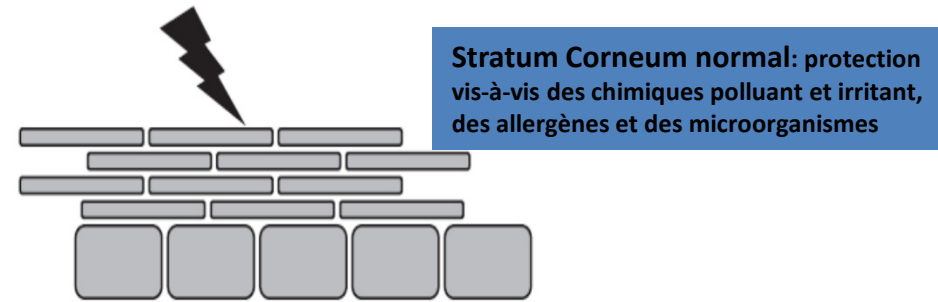 Stratum Corneum normal: protection
vis-à-vis des chimiques polluant et irritant,
des allergènes et des microorganismes